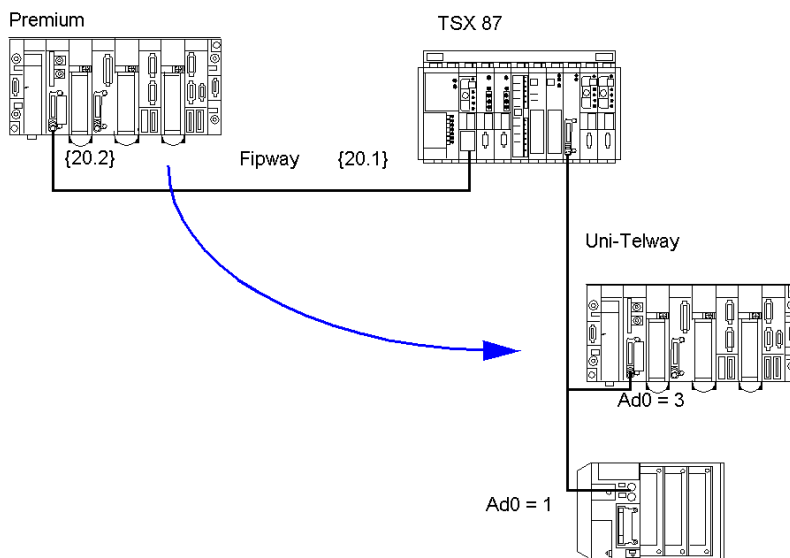 Premium
TSX 87
{20.2}
Fipway
{20.1}
Uni-Telway
Ad0 = 3
Ad0 = 1